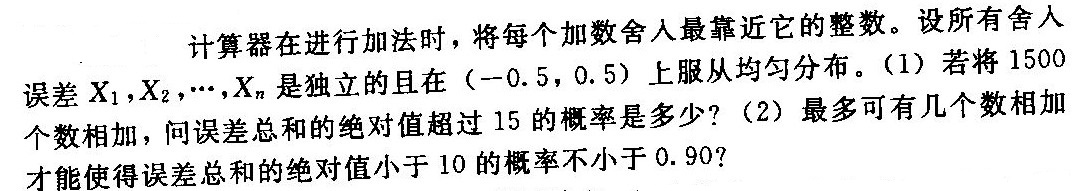 计算器在进行加法时，将每个加数舍入最靠近它的整数。设所有舍入
误差 X₁,X₂,…,Xₙ 是独立的且在（-0.5，0.5）上服从均匀分布。（1）若将 1500
个数相加，问误差总和的绝对值超过 15 的概率是多少？（2）最多可有几个数相加
才能使得误差总和的绝对值小于 10 的概率不小于 0.90？